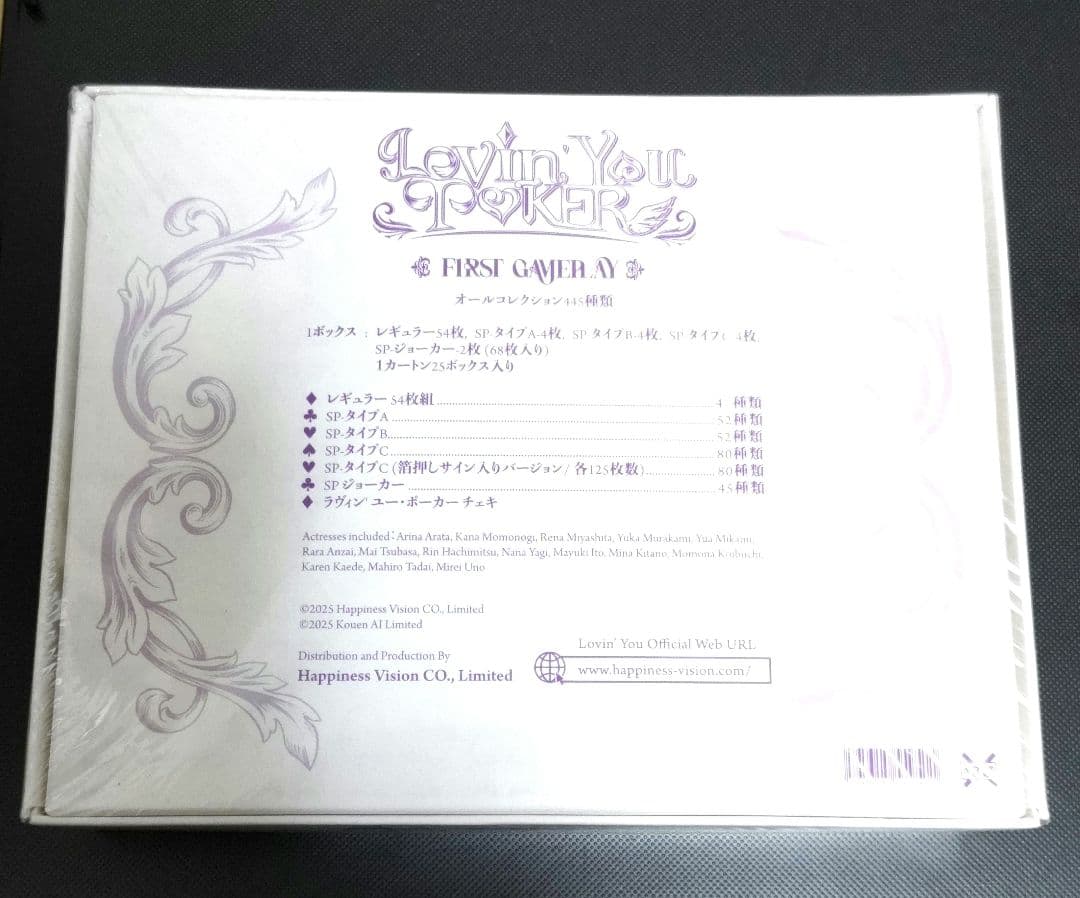 Lovin' You
POKER
FIRST GAMEPLAY
オールコレクション445種類
1ボックス : レギュラー54枚, SP-タイプA-4枚, SP タイプB-4枚, SP タイプC 4枚,
SP-ジョーカー-2枚 (68枚入り)
1カートン25ボックス入り
レギュラー 54枚組 4 種類
SP-タイプA 52種類
SP-タイプB 52種類
SP-タイプC 80種類
SP-タイプC (箔押しサイン入りバージョン/ 各125枚数) 80種類
SP ジョーカー 45種類
ラヴィン' ユー・ポーカー チェキ
Actresses included: Arina Arata, Kana Momonogi, Rena Miyashita, Yuka Murakami, Yua Mikami,
Rara Anzai, Mai Tsubasa, Rin Hachimitsu, Nana Yagi, Mayuki Ito, Mina Kitano, Momona Koibuchi,
Karen Kaede, Mahiro Tadai, Mirei Uno
©2025 Happiness Vision CO., Limited
©2025 Kouen AI Limited
Distribution and Production By
Happiness Vision CO., Limited
Lovin' You Official Web URL
www.happiness-vision.com/